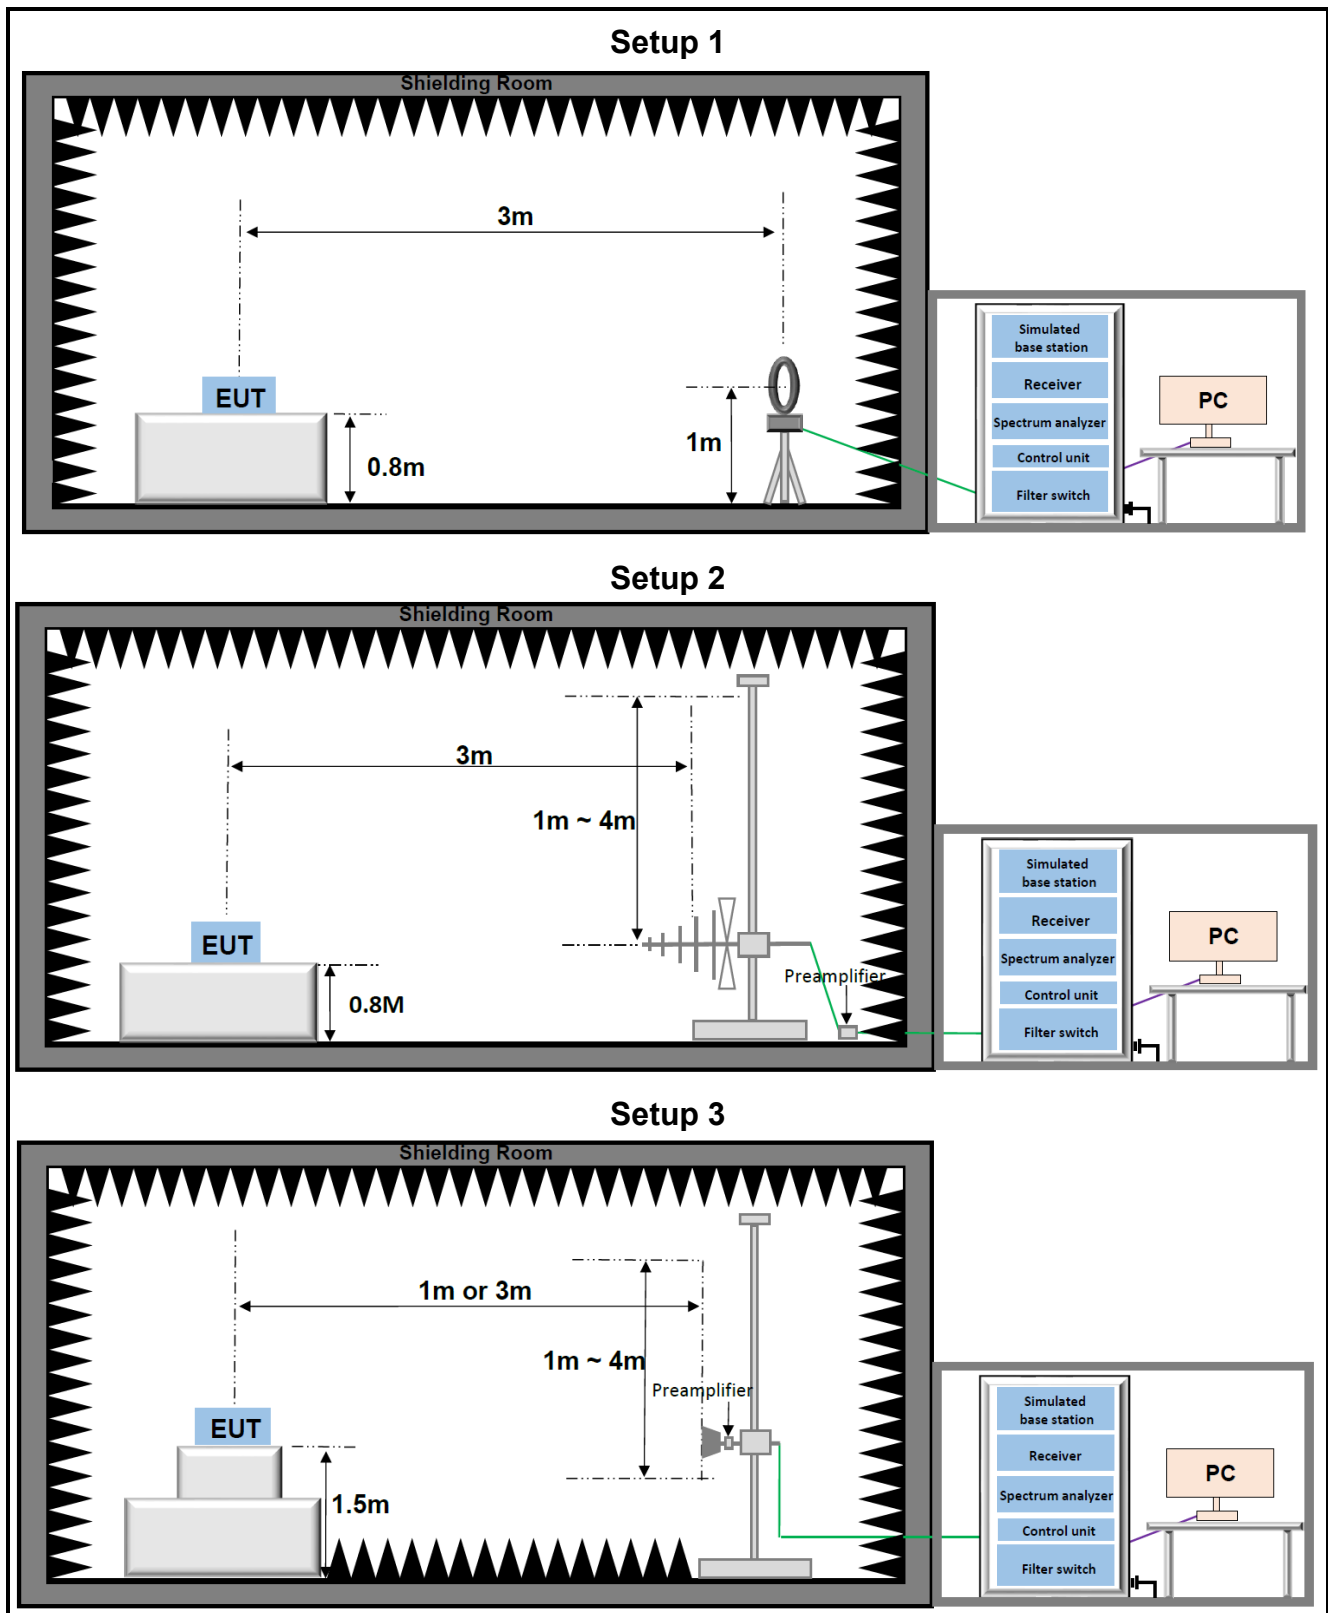 Setup 1
Shielding Room
3m
EUT
0.8m
1m
Simulated
base station
Receiver
Spectrum analyzer
Control unit
Filter switch
PC
Setup 2
Shielding Room
3m
1m ~ 4m
EUT
0.8M
Preamplifier
Simulated
base station
Receiver
Spectrum analyzer
Control unit
Filter switch
PC
Setup 3
Shielding Room
1m or 3m
1m ~ 4m
Preamplifier
EUT
1.5m
Simulated
base station
Receiver
Spectrum analyzer
Control unit
Filter switch
PC